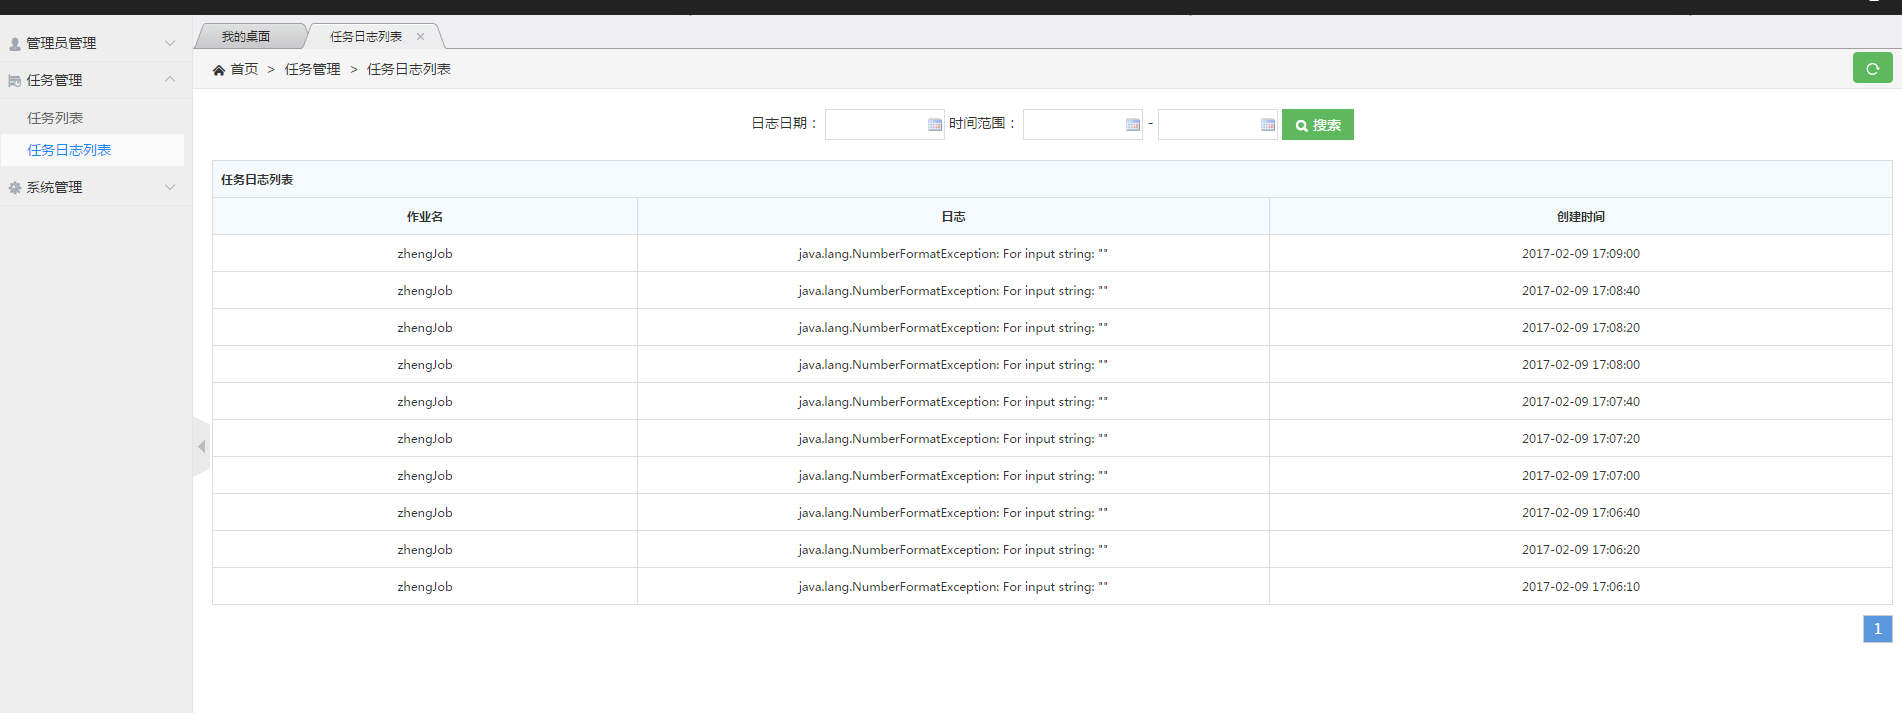 管理员管理
任务管理
任务列表
任务日志列表
系统管理
我的桌面 任务日志列表
首页 > 任务管理 > 任务日志列表
日志日期： 时间范围： - 搜索
任务日志列表
作业名 日志 创建时间
zhengJob java.lang.NumberFormatException: For input string: "" 2017-02-09 17:09:00
zhengJob java.lang.NumberFormatException: For input string: "" 2017-02-09 17:08:40
zhengJob java.lang.NumberFormatException: For input string: "" 2017-02-09 17:08:20
zhengJob java.lang.NumberFormatException: For input string: "" 2017-02-09 17:08:00
zhengJob java.lang.NumberFormatException: For input string: "" 2017-02-09 17:07:40
zhengJob java.lang.NumberFormatException: For input string: "" 2017-02-09 17:07:20
zhengJob java.lang.NumberFormatException: For input string: "" 2017-02-09 17:07:00
zhengJob java.lang.NumberFormatException: For input string: "" 2017-02-09 17:06:40
zhengJob java.lang.NumberFormatException: For input string: "" 2017-02-09 17:06:20
zhengJob java.lang.NumberFormatException: For input string: "" 2017-02-09 17:06:10
1